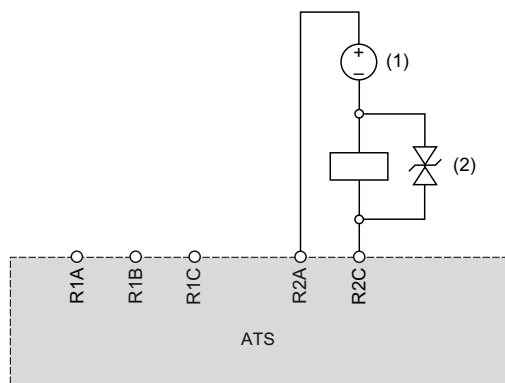 +
–
(1)
(2)
R1A
R1B
R1C
R2A
R2C
ATS